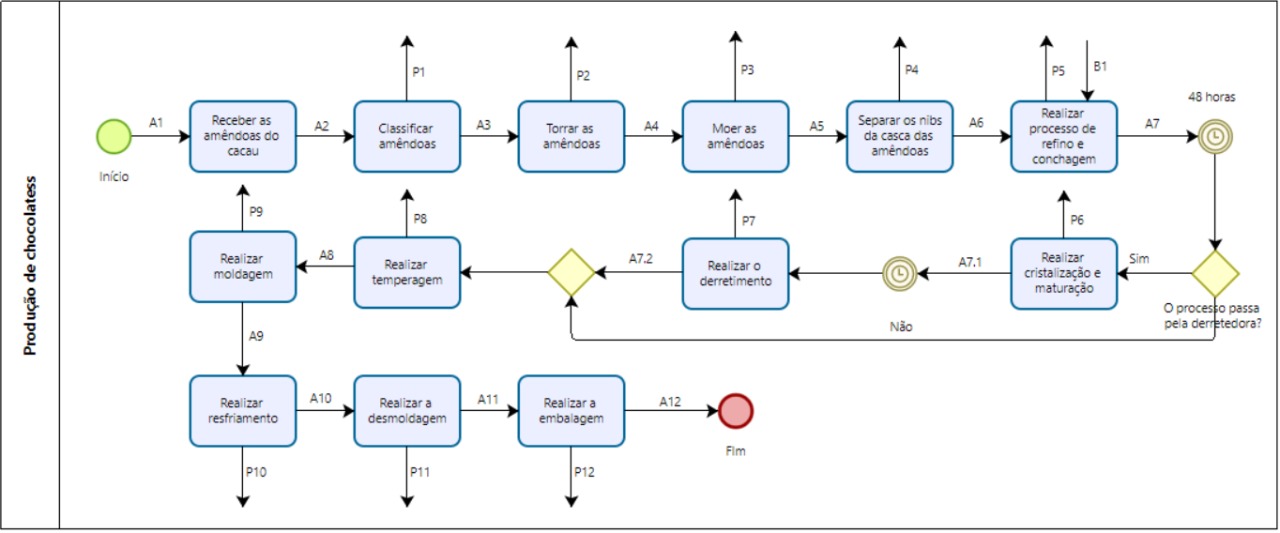 Produção de chocolatess
P1
P2
P3
P4
P5
B1
48 horas
A1
Receber as
amêndoas do
cacau
A2
Classificar
amêndoas
A3
Torrar as
amêndoas
A4
Moer as
amêndoas
A5
Separar os nibs
da casca das
amêndoas
A6
Realizar
processo de
refino e
conchagem
A7
Início
P9
P8
P7
P6
Realizar
moldagem
A8
Realizar
temperagem
Realizar o
derretimento
A7.2
A7.1
Realizar
cristalização e
maturação
Sim
O processo passa
pela derretedora?
Não
A9
Realizar
resfriamento
A10
Realizar a
desmoldagem
A11
Realizar a
embalagem
A12
FIm
P10
P11
P12